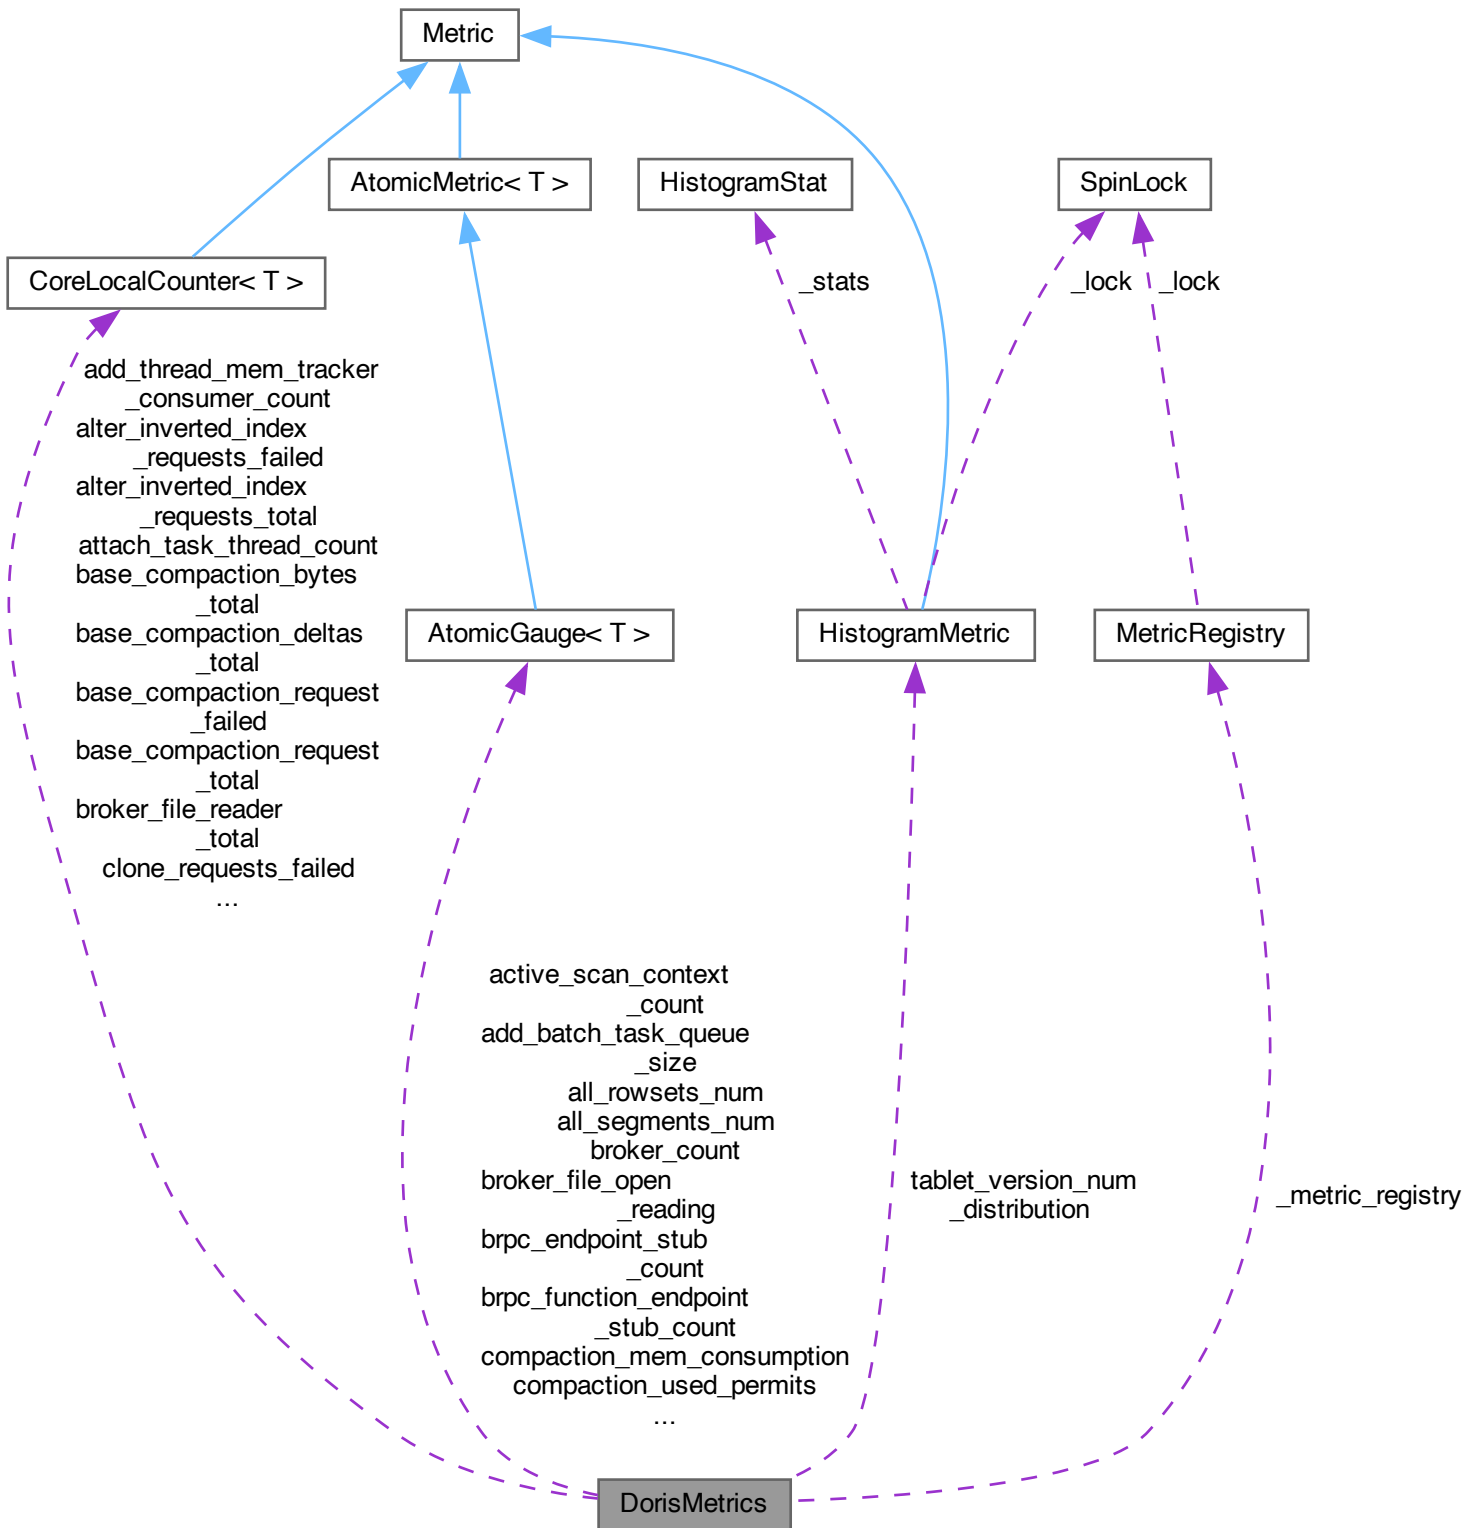 Metric
AtomicMetric< T >
HistogramStat
SpinLock
CoreLocalCounter< T >
_stats
_lock
_lock
add_thread_mem_tracker
_consumer_count
alter_inverted_index
_requests_failed
alter_inverted_index
_requests_total
attach_task_thread_count
base_compaction_bytes
_total
base_compaction_deltas
_total
base_compaction_request
_failed
base_compaction_request
_total
broker_file_reader
_total
clone_requests_failed
...
AtomicGauge< T >
HistogramMetric
MetricRegistry
active_scan_context
_count
add_batch_task_queue
_size
all_rowsets_num
all_segments_num
broker_count
broker_file_open
_reading
brpc_endpoint_stub
_count
brpc_function_endpoint
_stub_count
compaction_mem_consumption
compaction_used_permits
...
tablet_version_num
_distribution
_metric_registry
DorisMetrics